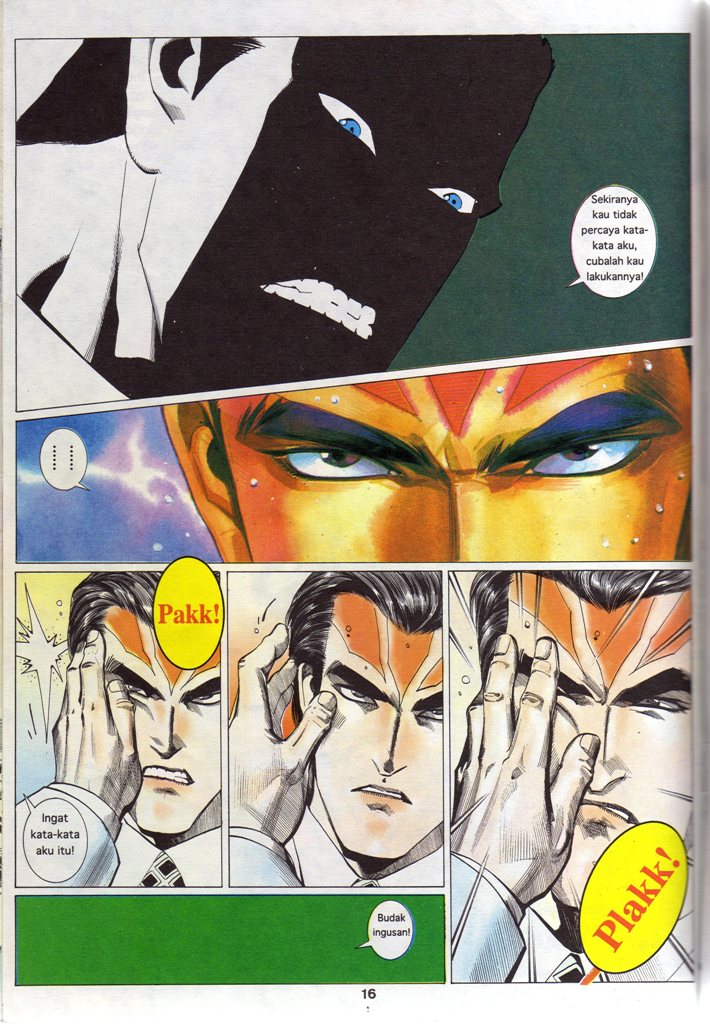 Sekiranya
kau tidak
percaya kata-
kata aku,
cubalah kau
lakukannya!
Pakk!
Ingat
kata-kata
aku itu!
Plakk!
Budak
ingusan!
16